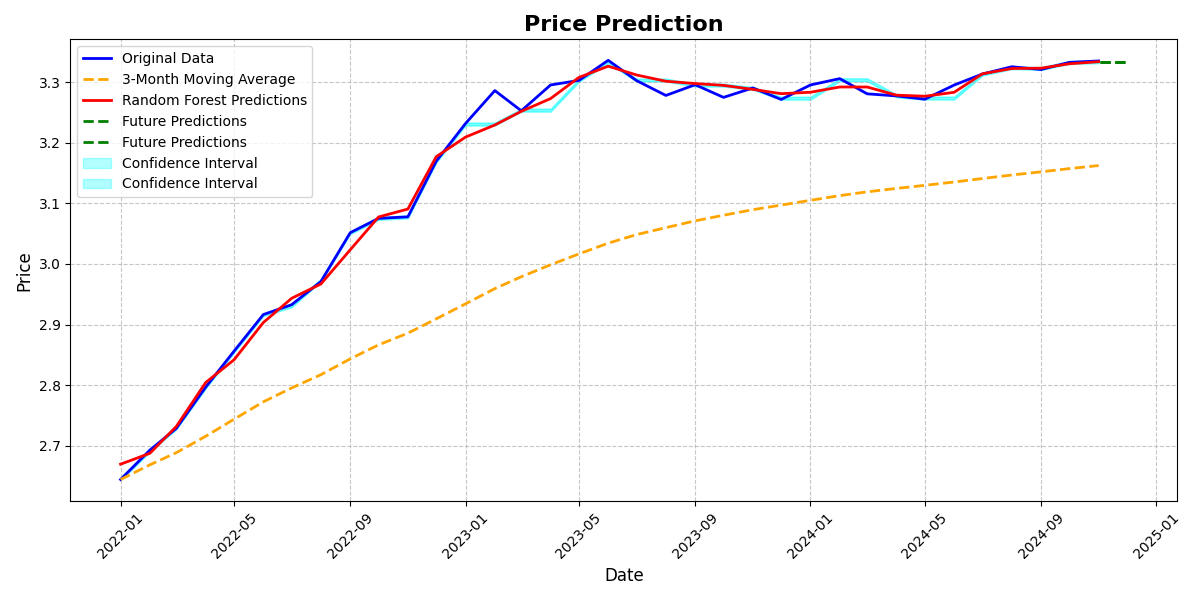 Price Prediction
Original Data
3-Month Moving Average
Random Forest Predictions
Future Predictions
Future Predictions
Confidence Interval
Confidence Interval
Price
3.3
3.2
3.1
3.0
2.9
2.8
2.7
2022-01
2022-05
2022-09
2023-01
2023-05
2023-09
2024-01
2024-05
2024-09
2025-01
Date